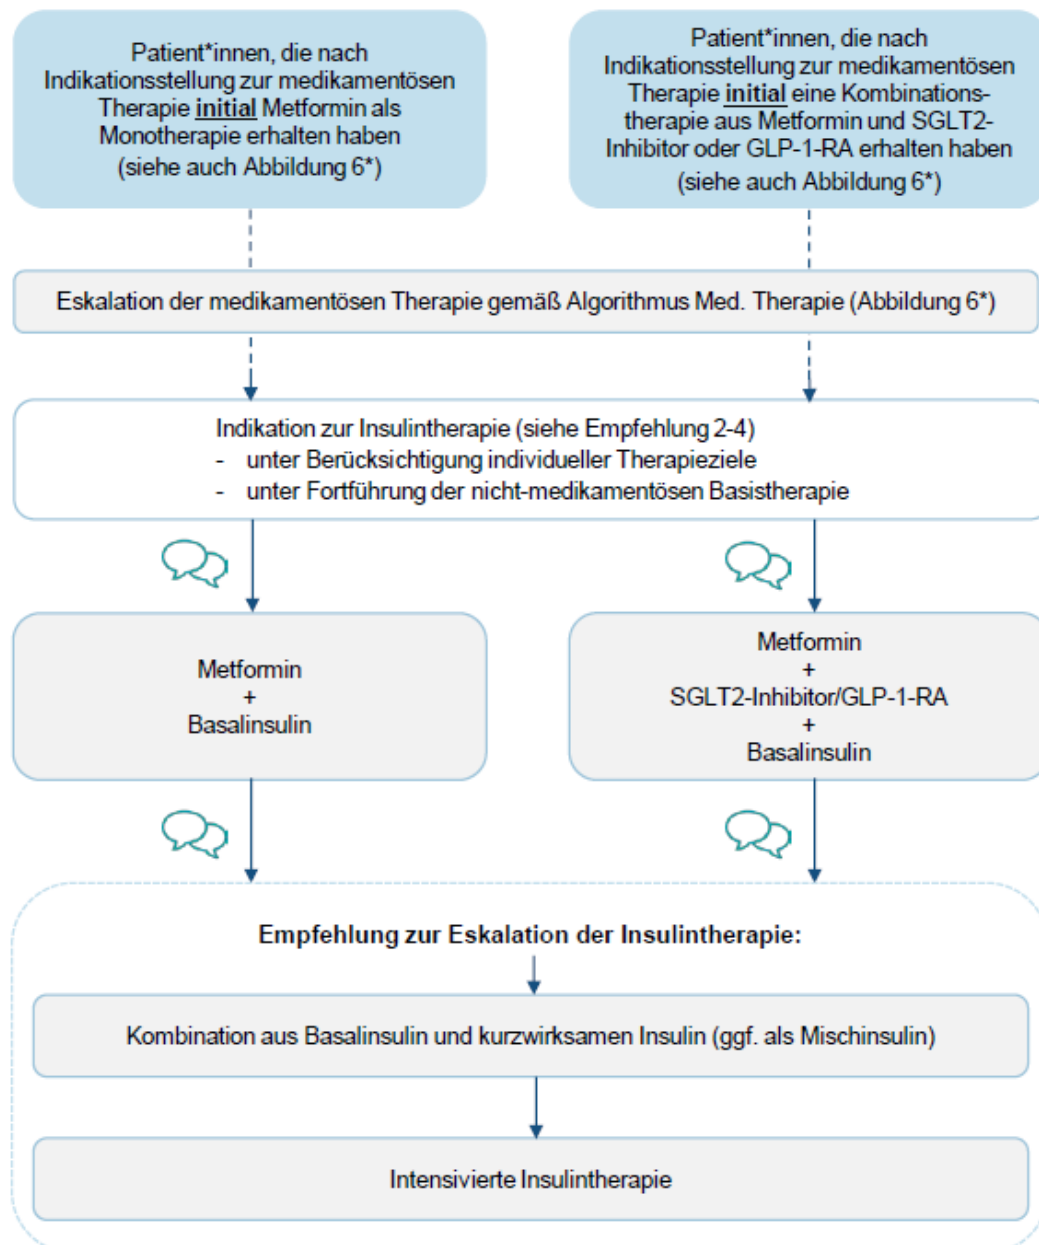 Patient*innen, die nach
Indikationsstellung zur medikamentösen
Therapie initial Metformin als
Monotherapie erhalten haben
(siehe auch Abbildung 6*)
Patient*innen, die nach
Indikationsstellung zur medikamentösen
Therapie initial eine Kombinations-
therapie aus Metformin und SGLT2-
Inhibitor oder GLP-1-RA erhalten haben
(siehe auch Abbildung 6*)
Eskalation der medikamentösen Therapie gemäß Algorithmus Med. Therapie (Abbildung 6*)
Indikation zur Insulintherapie (siehe Empfehlung 2-4)
- unter Berücksichtigung individueller Therapieziele
- unter Fortführung der nicht-medikamentösen Basistherapie
Metformin
+
Basalinsulin
Metformin
+
SGLT2-Inhibitor/GLP-1-RA
+
Basalinsulin
Empfehlung zur Eskalation der Insulintherapie:
Kombination aus Basalinsulin und kurzwirksamen Insulin (ggf. als Mischinsulin)
Intensivierte Insulintherapie